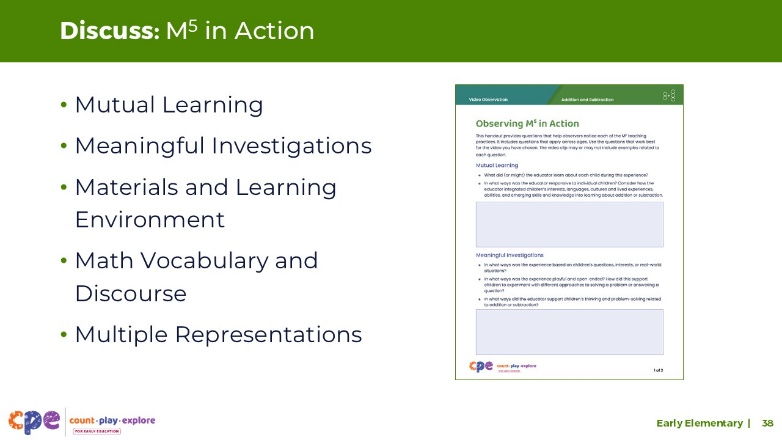 Discuss: M⁵ in Action
• Mutual Learning
• Meaningful Investigations
• Materials and Learning
Environment
• Math Vocabulary and
Discourse
• Multiple Representations
Video Observation
Addition and Subtraction
Observing M⁵ in Action
This handout provides questions that help observers notice each of the M⁵ teaching
practices. It includes questions that apply across ages. Use the questions that work best
for the video you have chosen. The video clip may or may not include examples related to
each question.
Mutual Learning
• What did (or might) the educator learn about each child during this experience?
• In what ways was the educator responsive to individual children? Consider how the
educator integrated children's interests, languages, cultures and lived experiences,
abilities, and emerging skills and knowledge into learning about addition or subtraction.
Meaningful Investigations
• In what ways was the experience based on children's questions, interests, or real-world
situations?
• In what ways was the experience playful and open-ended? How did this support
children to experiment with different approaches to solving a problem or answering a
question?
• In what ways did the educator support children's thinking and problem-solving related
to addition or subtraction?
cpe count·play·explore
1 of 3
cpe count·play·explore
FOR EARLY EDUCATION
Early Elementary | 38